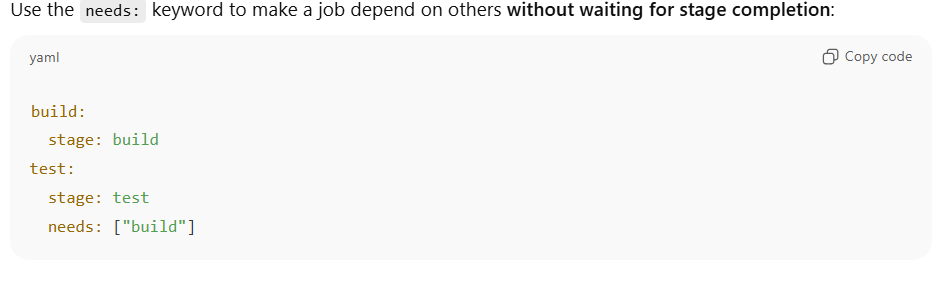 Use the needs: keyword to make a job depend on others without waiting for stage completion:
yaml
Copy code
build:
  stage: build
test:
  stage: test
  needs: ["build"]